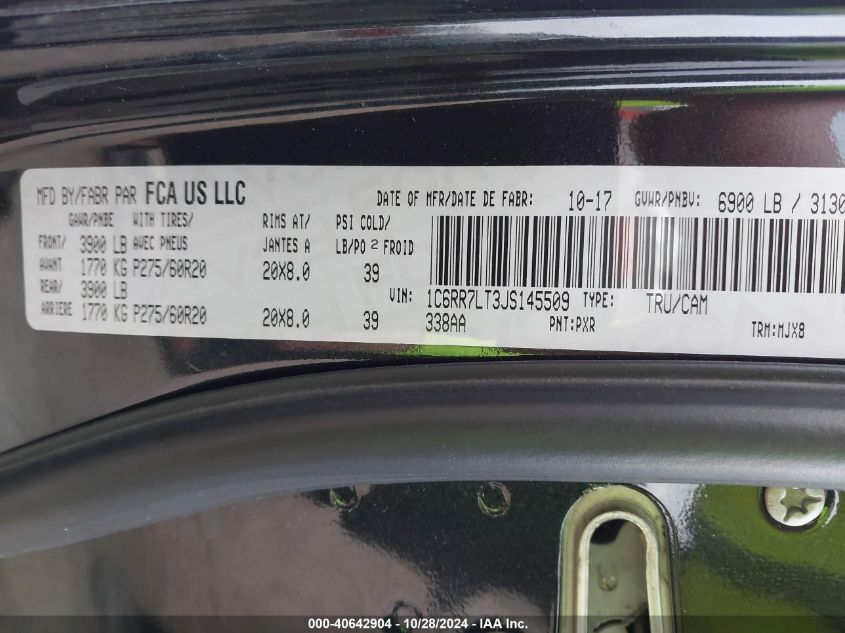 MFD BY/FABR PAR FCA US LLC
DATE OF MFR/DATE DE FABR: 10-17 GVWR/PNBV: 6900 LB / 3130
GAWR/PNBE WITH TIRES/ RIMS AT/ PSI COLD/
FRONT/ 3900 LB AVEC PNEUS JANTES A LB/PO 2 FROID
AVANT 1770 KG P275/60R20 20X8.0 39
REAR/ 3900 LB
ARRIERE 1770 KG P275/60R20 20X8.0 39
VIN: 1C6RR7LT3JS145509 TYPE: TRU/CAM
338AA PNT:PXR TRM:MJX8
000-40642904 - 10/28/2024 - IAA Inc.